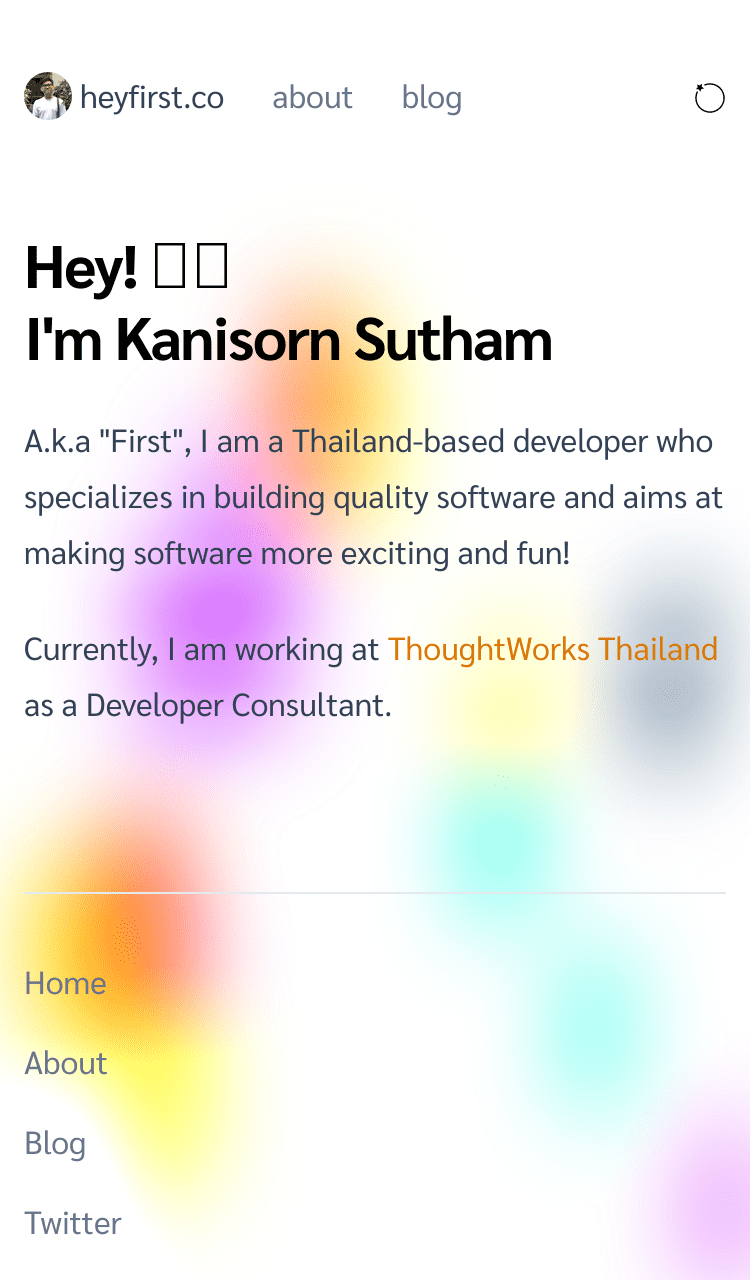 heyfirst.co about blog
Hey!
I'm Kanisorn Sutham
A.k.a "First", I am a Thailand-based developer who
specializes in building quality software and aims at
making software more exciting and fun!
Currently, I am working at ThoughtWorks Thailand
as a Developer Consultant.
Home
About
Blog
Twitter